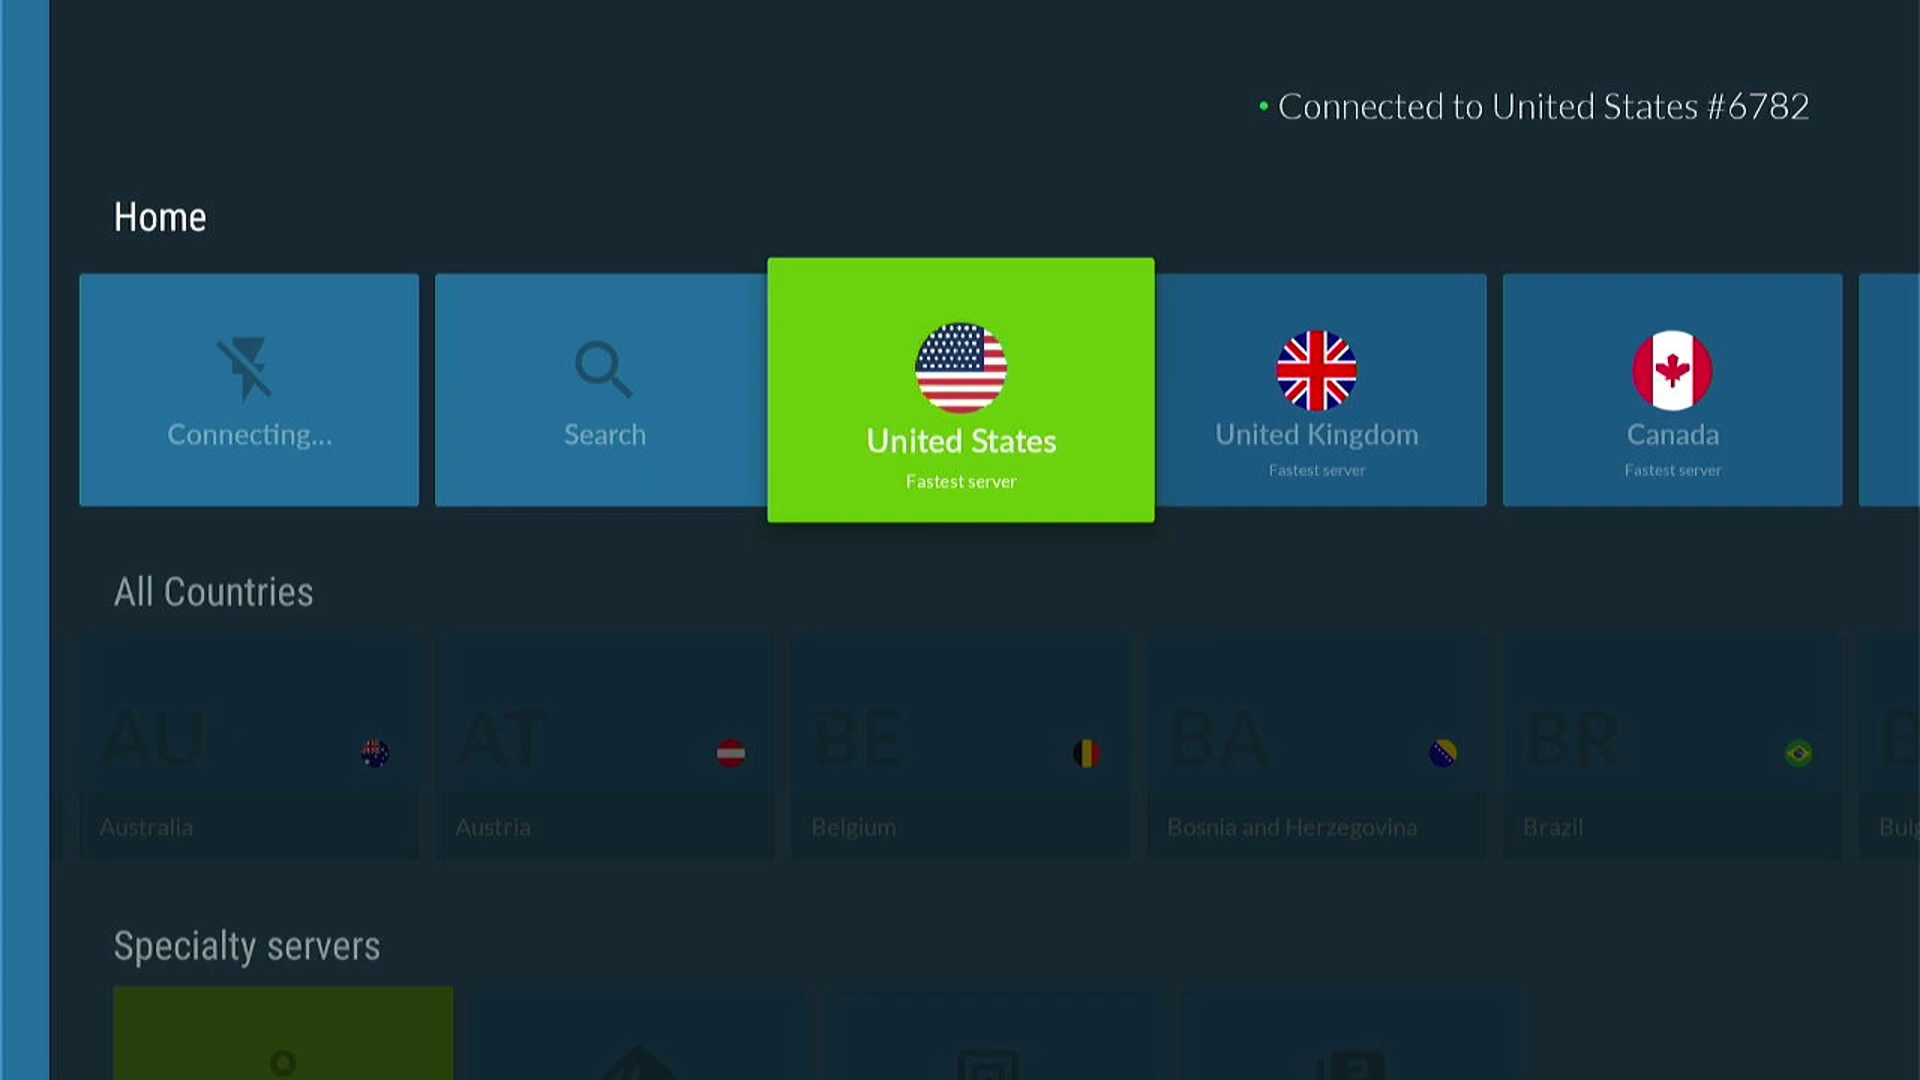 Connected to United States #6782
Home
Connecting...
Search
United States
Fastest server
United Kingdom
Fastest server
Canada
Fastest server
All Countries
AU
AT
BE
BA
BR
B
Australia
Austria
Belgium
Bosnia and Herzegovina
Brazil
Bulg
Specialty servers